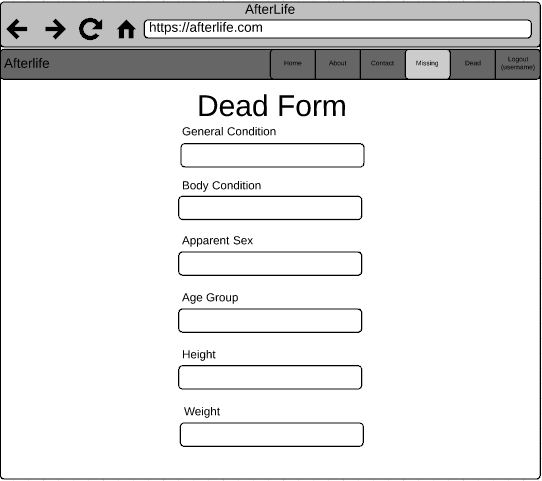 AfterLife
https://afterlife.com
Afterlife
Home
About
Contact
Missing
Dead
Logout
(username)
Dead Form
General Condition
Body Condition
Apparent Sex
Age Group
Height
Weight